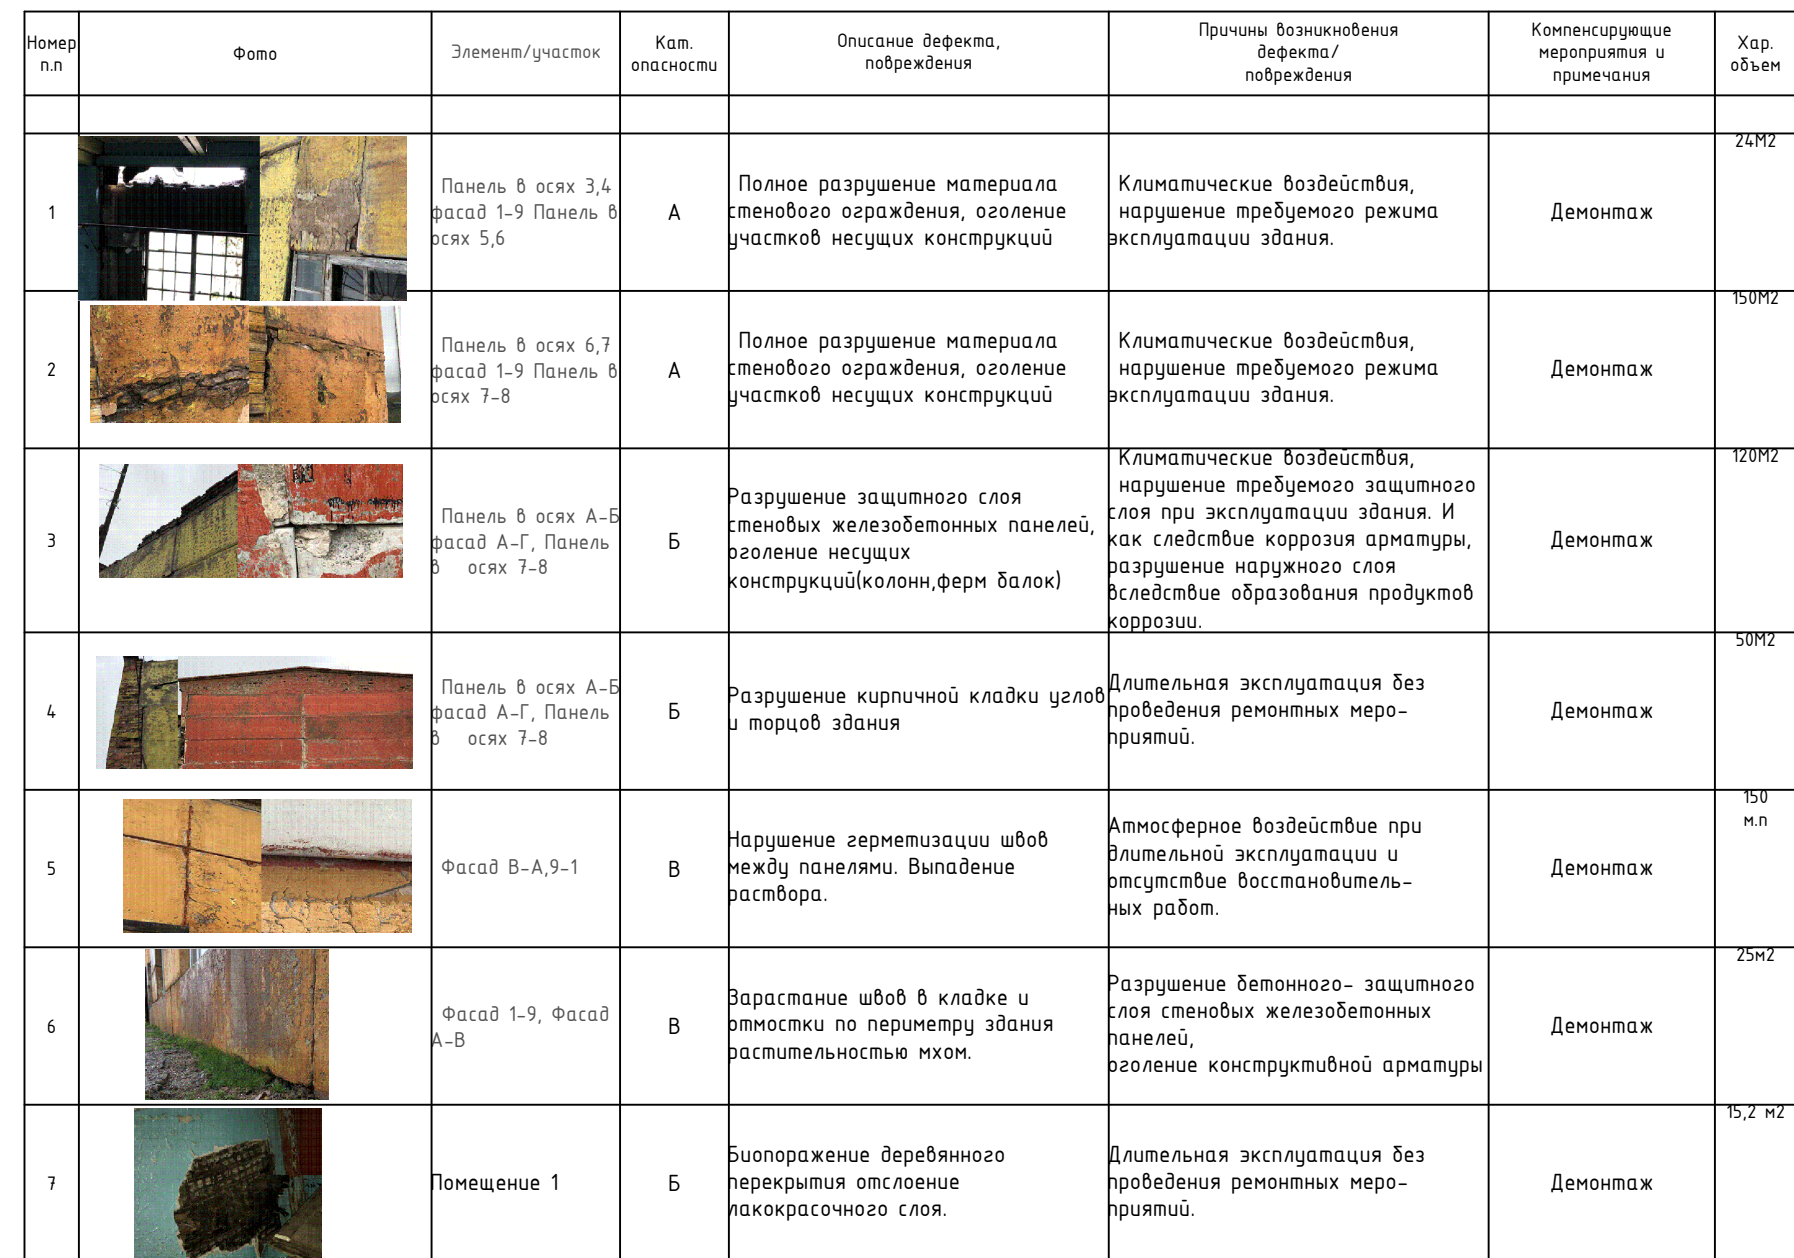 Номер
п.п
Фото
Элемент/участок
Кат.
опасности
Описание дефекта,
повреждения
Причины возникновения
дефекта/
повреждения
Компенсирующие
мероприятия и
примечания
Хар.
объем
1
Панель в осях 3,4
фасад 1-9 Панель в
осях 5,6
А
Полное разрушение материала
стенового ограждения, оголение
участков несущих конструкций
Климатические воздействия,
нарушение требуемого режима
эксплуатации здания.
Демонтаж
24М2
2
Панель в осях 6,7
фасад 1-9 Панель в
осях 7-8
А
Полное разрушение материала
стенового ограждения, оголение
участков несущих конструкций
Климатические воздействия,
нарушение требуемого режима
эксплуатации здания.
Демонтаж
150М2
3
Панель в осях А-Б
фасад А-Г, Панель
в осях 7-8
Б
Разрушение защитного слоя
стеновых железобетонных панелей,
оголение несущих
конструкций(колонн,ферм балок)
Климатические воздействия,
нарушение требуемого защитного
слоя при эксплуатации здания. И
как следствие коррозия арматуры,
разрушение наружного слоя
вследствие образования продуктов
коррозии.
Демонтаж
120М2
4
Панель в осях А-Б
фасад А-Г, Панель
в осях 7-8
Б
Разрушение кирпичной кладки углов
и торцов здания
Длительная эксплуатация без
проведения ремонтных меро-
приятий.
Демонтаж
50М2
5
Фасад В-А,9-1
В
Нарушение герметизации швов
между панелями. Выпадение
раствора.
Атмосферное воздействие при
длительной эксплуатации и
отсутствие восстановитель-
ных работ.
Демонтаж
150
м.п
6
Фасад 1-9, Фасад
А-В
В
Зарастание швов в кладке и
отмостки по периметру здания
растительностью мхом.
Разрушение бетонного- защитного
слоя стеновых железобетонных
панелей,
оголение конструктивной арматуры
Демонтаж
25м2
7
Помещение 1
Б
Биопоражение деревянного
перекрытия отслоение
лакокрасочного слоя.
Длительная эксплуатация без
проведения ремонтных меро-
приятий.
Демонтаж
15,2 м2